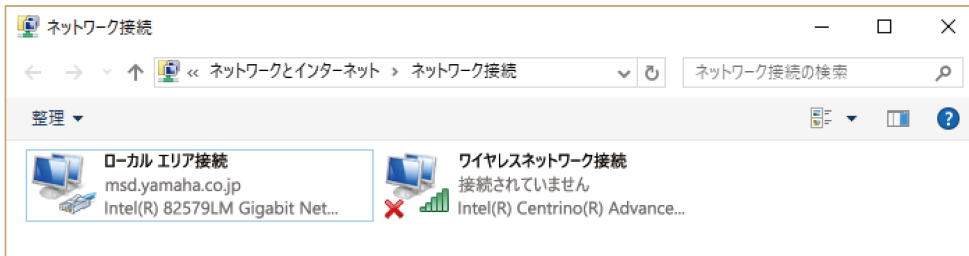 ネットワーク接続
« ネットワークとインターネット › ネットワーク接続
ネットワーク接続の検索
整理
ローカル エリア接続
msd.yamaha.co.jp
Intel(R) 82579LM Gigabit Net...
ワイヤレスネットワーク接続
接続されていません
Intel(R) Centrino(R) Advance...